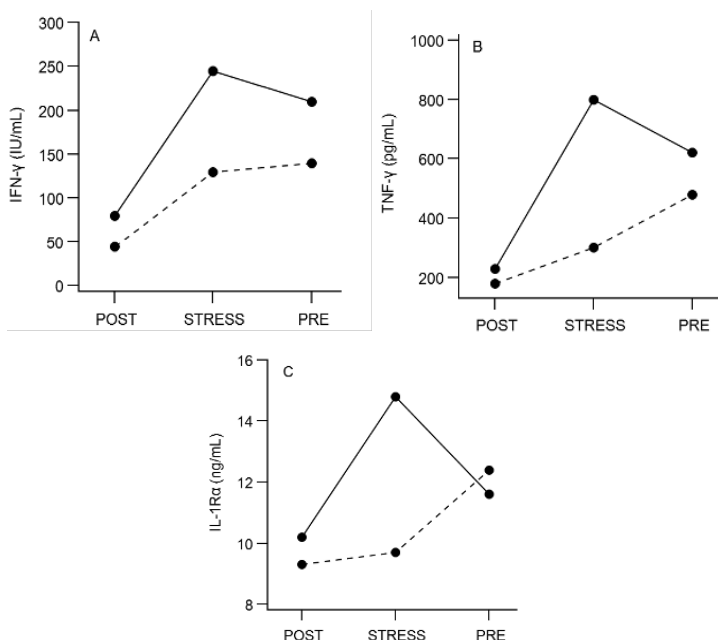 A
300
250
200
150
100
50
0
IFN-γ (IU/mL)
POST STRESS PRE
B
1000
800
600
400
200
TNF-γ (pg/mL)
POST STRESS PRE
C
16
14
12
10
8
IL-1Rα (ng/mL)
POST STRESS PRE